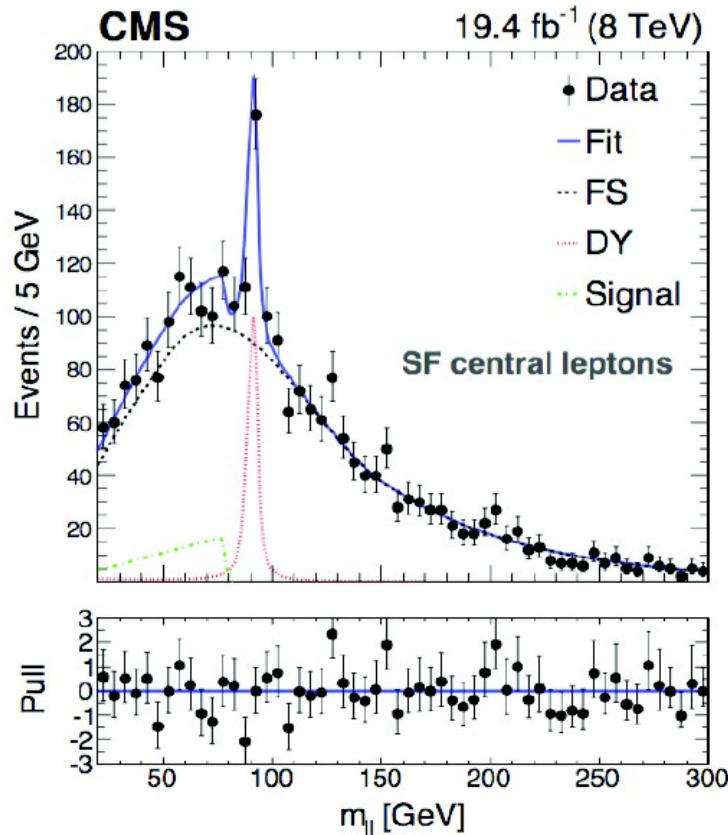 CMS 19.4 fb⁻¹ (8 TeV)
Events / 5 GeV
200
180
160
140
120
100
80
60
40
20
Data
Fit
FS
DY
Signal
SF central leptons
Pull
3
2
1
0
-1
-2
-3
50 100 150 200 250 300
m_ll [GeV]